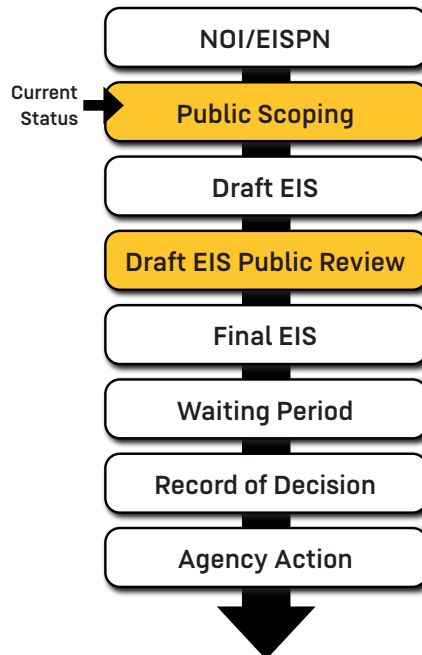 NOI/EISPN
Current
Status
Public Scoping
Draft EIS
Draft EIS Public Review
Final EIS
Waiting Period
Record of Decision
Agency Action